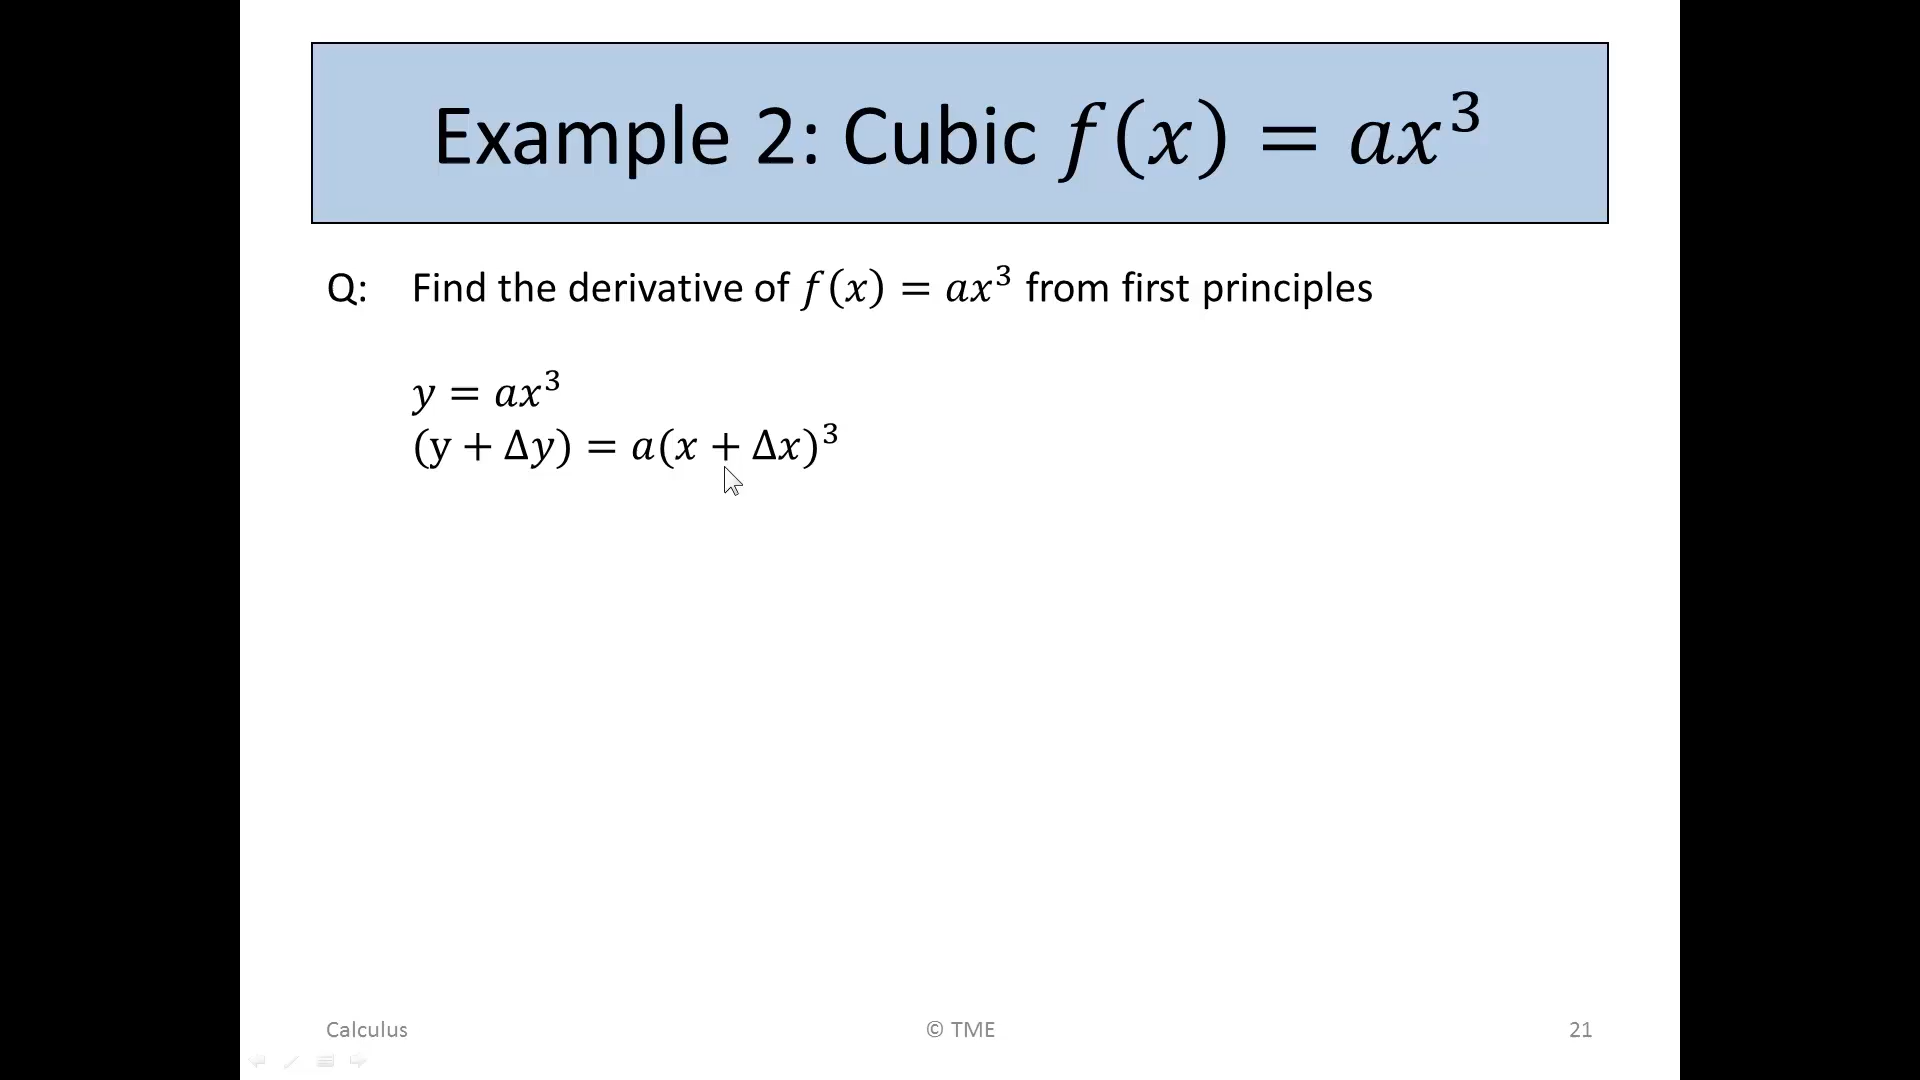 Example 2: Cubic f(x) = ax³
Q: Find the derivative of f(x) = ax³ from first principles
y = ax³
(y + Δy) = a(x + Δx)³
Calculus © TME 21